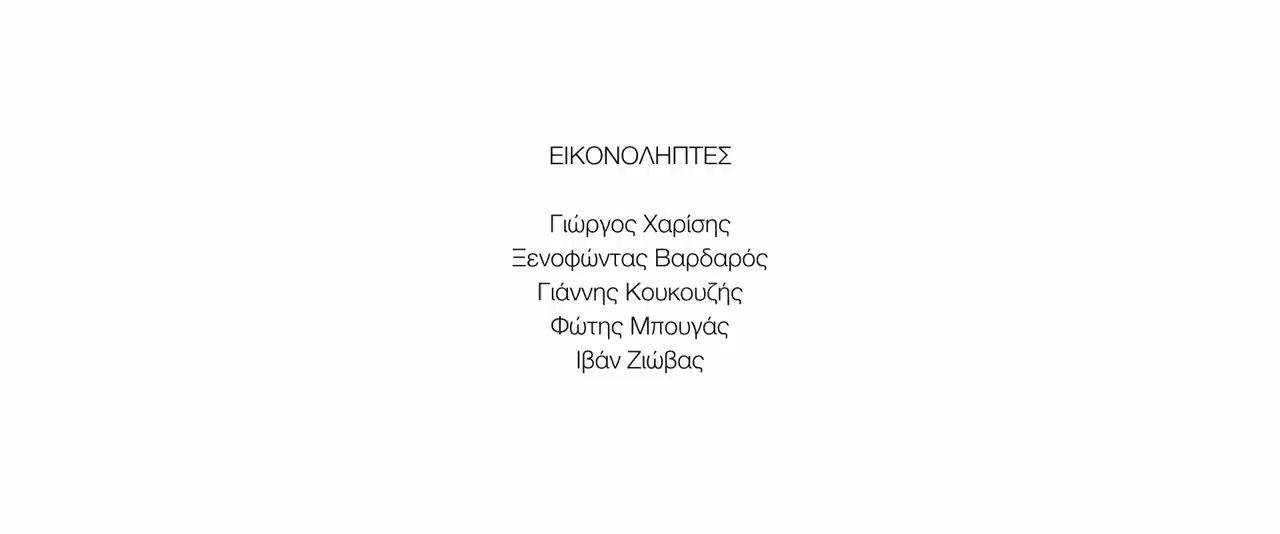 ΕΙΚΟΝΟΛΗΠΤΕΣ
Γιώργος Χαρίσης
Ξενοφώντας Βαρδαρός
Γιάννης Κουκουζής
Φώτης Μπουγάς
Ιβάν Ζιώβας